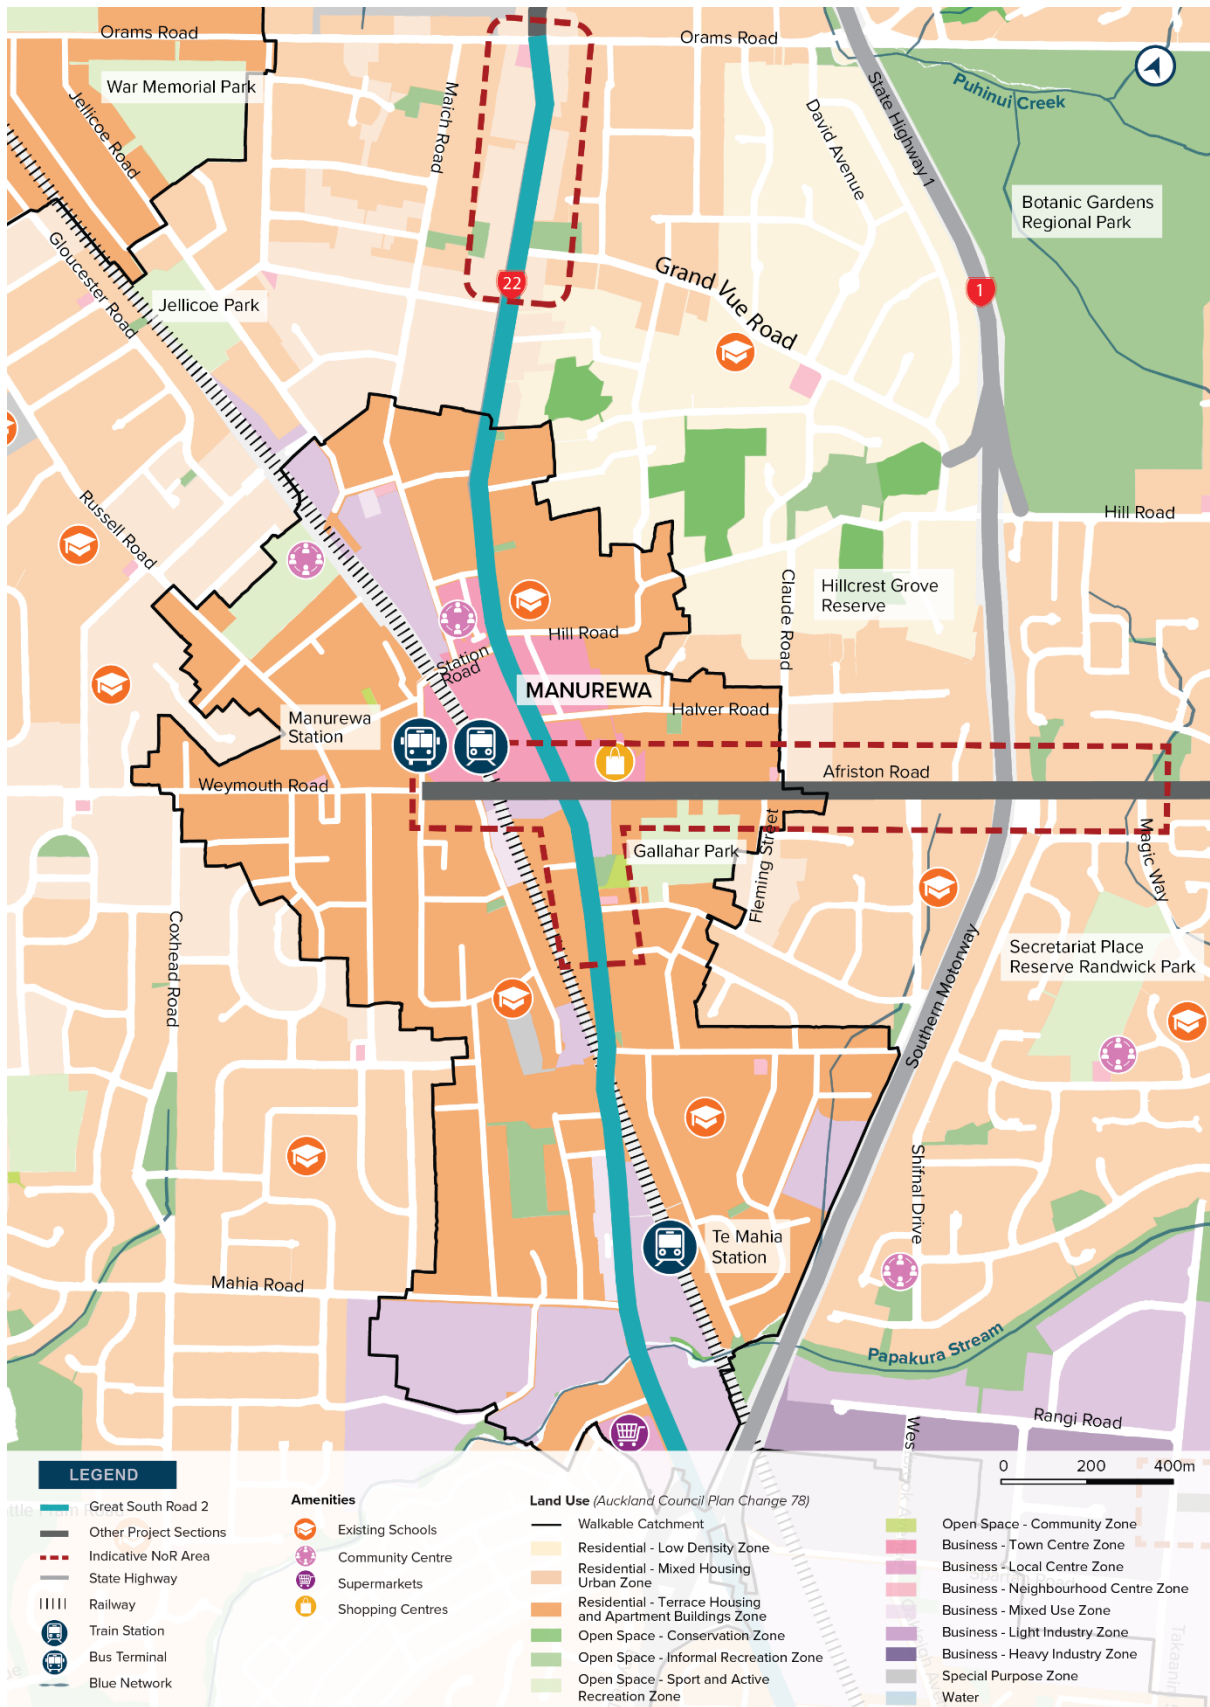 Orams Road
Orams Road
War Memorial Park
Jellicoe Road
Maich Road
David Avenue
State Highway 1
Puhinui Creek
Botanic Gardens
Regional Park
Gloucester Road
Jellicoe Park
22
Grand Vue Road
1
Russell Road
Hill Road
Claude Road
Hillcrest Grove
Reserve
Hill Road
Station
Road
MANUREWA
Halver Road
Manurewa
Station
Weymouth Road
Afriston Road
Gallahar Park
Fleming Street
Magic Way
Coxhead Road
Southern Motorway
Secretariat Place
Reserve Randwick Park
Shifnal Drive
Te Mahia
Station
Mahia Road
Papakura Stream
Rangi Road
0 200 400m
LEGEND
Great South Road 2
Other Project Sections
Indicative NoR Area
State Highway
Railway
Train Station
Bus Terminal
Blue Network
Amenities
Existing Schools
Community Centre
Supermarkets
Shopping Centres
Land Use (Auckland Council Plan Change 78)
Walkable Catchment
Residential - Low Density Zone
Residential - Mixed Housing
Urban Zone
Residential - Terrace Housing
and Apartment Buildings Zone
Open Space - Conservation Zone
Open Space - Informal Recreation Zone
Open Space - Sport and Active
Recreation Zone
Open Space - Community Zone
Business - Town Centre Zone
Business - Local Centre Zone
Business - Neighbourhood Centre Zone
Business - Mixed Use Zone
Business - Light Industry Zone
Business - Heavy Industry Zone
Special Purpose Zone
Water